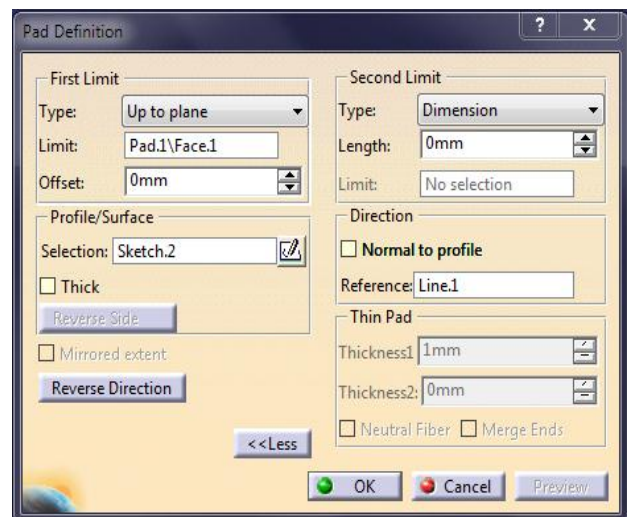 Pad Definition
? X
First Limit
Type: Up to plane
Limit: Pad.1\Face.1
Offset: 0mm
Profile/Surface
Selection: Sketch.2
Thick
Reverse Side
Mirrored extent
Reverse Direction
<<Less
Second Limit
Type: Dimension
Length: 0mm
Limit: No selection
Direction
Normal to profile
Reference: Line.1
Thin Pad
Thickness1 1mm
Thickness2: 0mm
Neutral Fiber Merge Ends
OK Cancel Preview